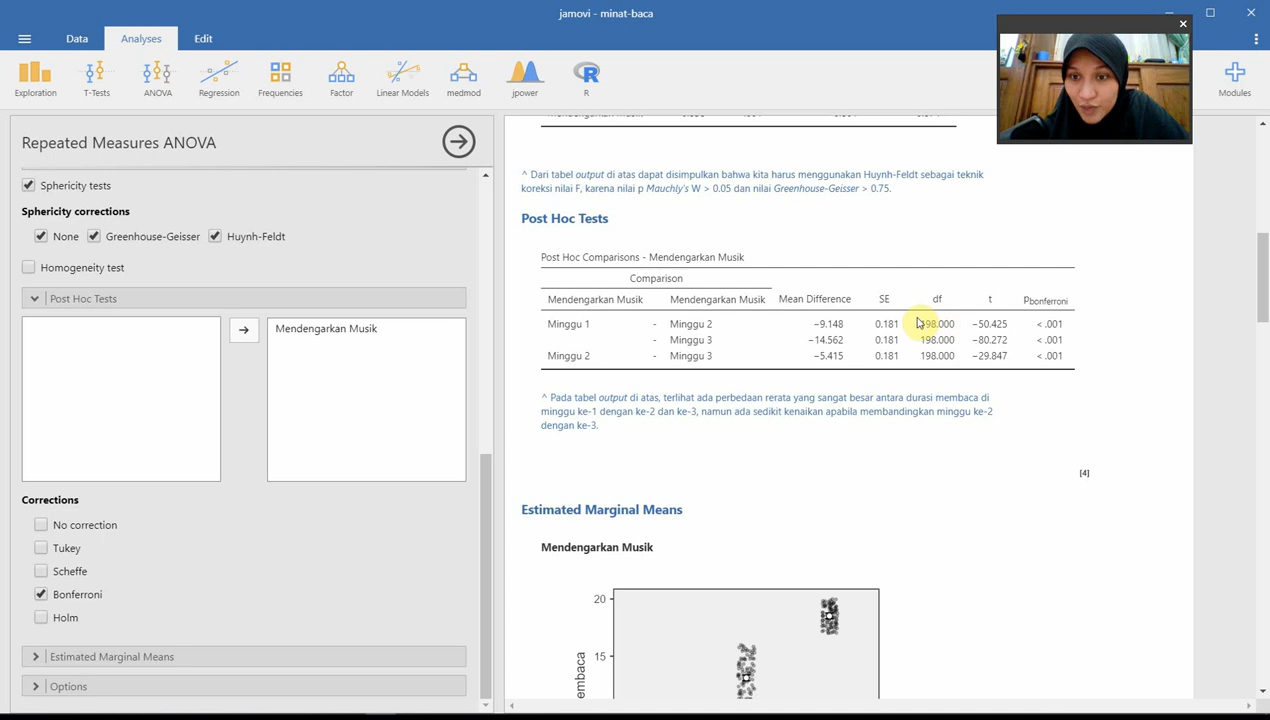 jamovi - minat-baca
Data Analyses Edit
Exploration T-Tests ANOVA Regression Frequencies Factor Linear Models medmod jpower R Modules
Repeated Measures ANOVA
Sphericity tests
Sphericity corrections
None Greenhouse-Geisser Huynh-Feldt
Homogeneity test
Post Hoc Tests
Mendengarkan Musik
Corrections
No correction
Tukey
Scheffe
Bonferroni
Holm
Estimated Marginal Means
Options
^ Dari tabel output di atas dapat disimpulkan bahwa kita harus menggunakan Huynh-Feldt sebagai teknik
koreksi nilai F, karena nilai p Mauchly's W > 0.05 dan nilai Greenhouse-Geisser > 0.75.
Post Hoc Tests
Post Hoc Comparisons - Mendengarkan Musik
Comparison
Mendengarkan Musik Mendengarkan Musik Mean Difference SE df t Pbonferroni
Minggu 1 - Minggu 2 −9.148 0.181 198.000 −50.425 < .001
- Minggu 3 −14.562 0.181 198.000 −80.272 < .001
Minggu 2 - Minggu 3 −5.415 0.181 198.000 −29.847 < .001
^ Pada tabel output di atas, terlihat ada perbedaan rerata yang sangat besar antara durasi membaca di
minggu ke-1 dengan ke-2 dan ke-3, namun ada sedikit kenaikan apabila membandingkan minggu ke-2
dengan ke-3.
[4]
Estimated Marginal Means
Mendengarkan Musik
20
15